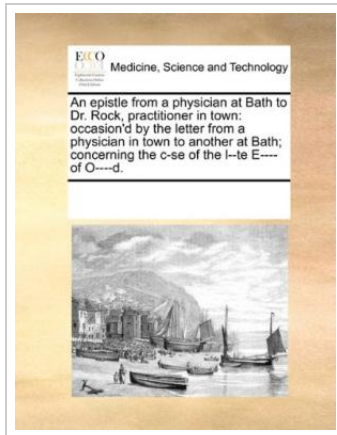 ECCO
Medicine, Science and Technology
An epistle from a physician at Bath to
Dr. Rock, practitioner in town:
occasion'd by the letter from a
physician in town to another at Bath;
concerning the c-se of the l--te E----
of O----d.